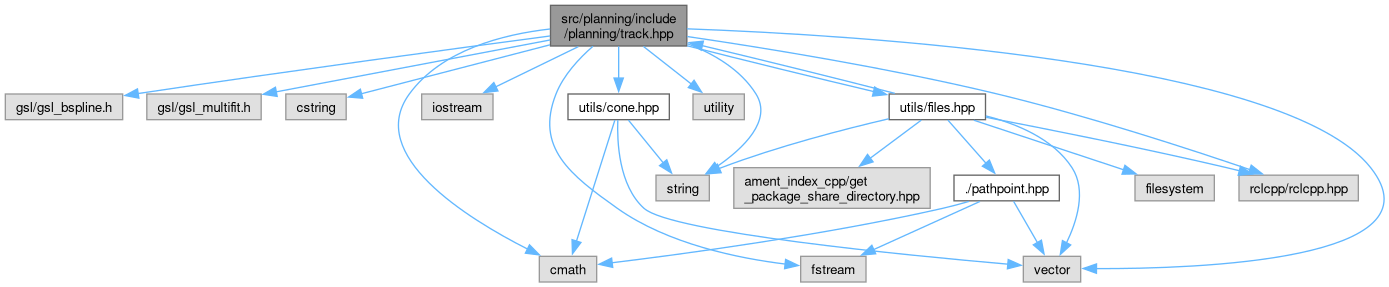 src/planning/include
/planning/track.hpp
gsl/gsl_bspline.h
gsl/gsl_multifit.h
cstring
iostream
utils/cone.hpp
utility
utils/files.hpp
string
ament_index_cpp/get
_package_share_directory.hpp
./pathpoint.hpp
filesystem
rclcpp/rclcpp.hpp
cmath
fstream
vector